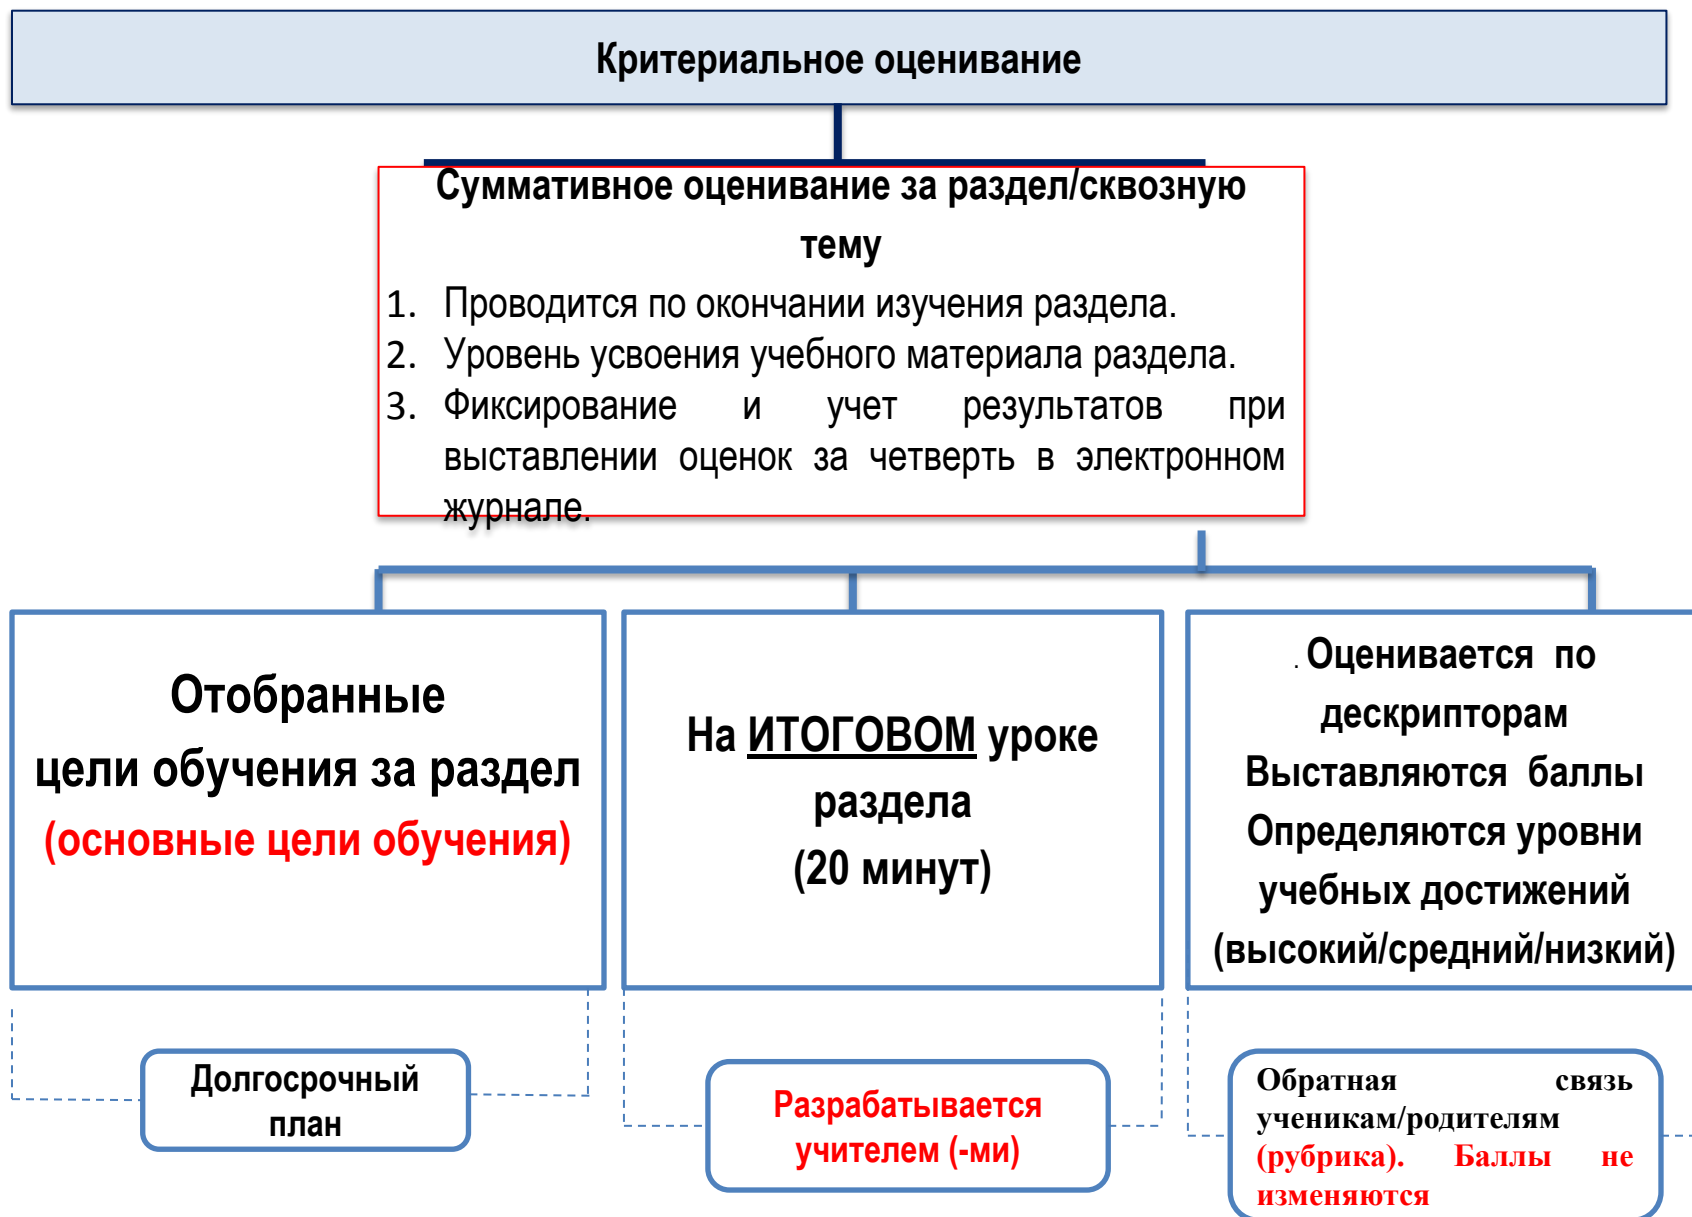 Критериальное оценивание
Суммативное оценивание за раздел/сквозную
тему
1. Проводится по окончании изучения раздела.
2. Уровень усвоения учебного материала раздела.
3. Фиксирование и учет результатов при
выставлении оценок за четверть в электронном
журнале.
Отобранные
цели обучения за раздел
(основные цели обучения)
На ИТОГОВОМ уроке
раздела
(20 минут)
. Оценивается по
дескрипторам
Выставляются баллы
Определяются уровни
учебных достижений
(высокий/средний/низкий)
Долгосрочный
план
Разрабатывается
учителем (-ми)
Обратная связь
ученикам/родителям
(рубрика). Баллы не
изменяются